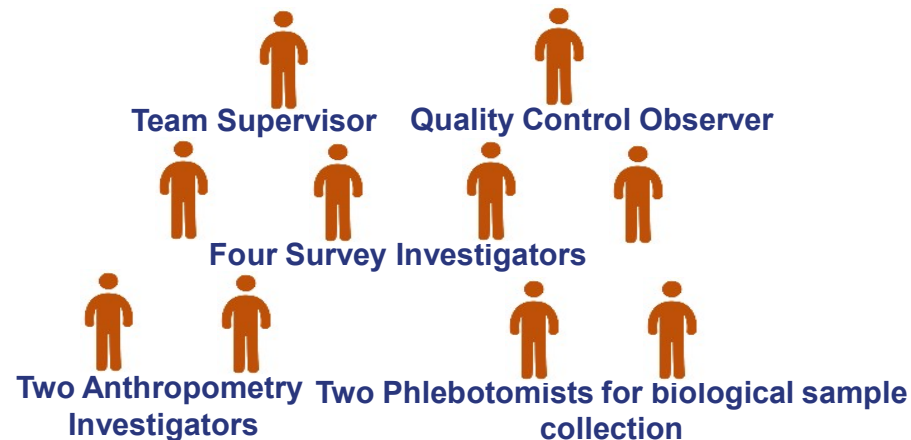 Team Supervisor
Quality Control Observer
Four Survey Investigators
Two Anthropometry
Investigators
Two Phlebotomists for biological sample
collection